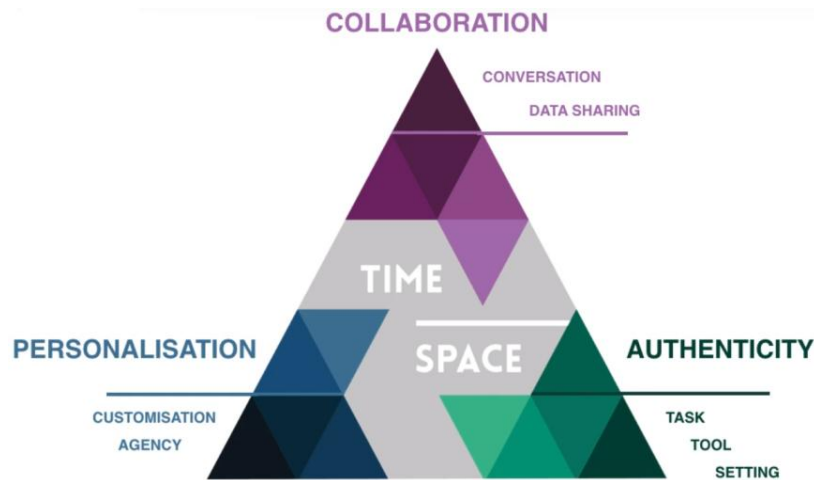 COLLABORATION
CONVERSATION
DATA SHARING
TIME
SPACE
PERSONALISATION
CUSTOMISATION
AGENCY
AUTHENTICITY
TASK
TOOL
SETTING